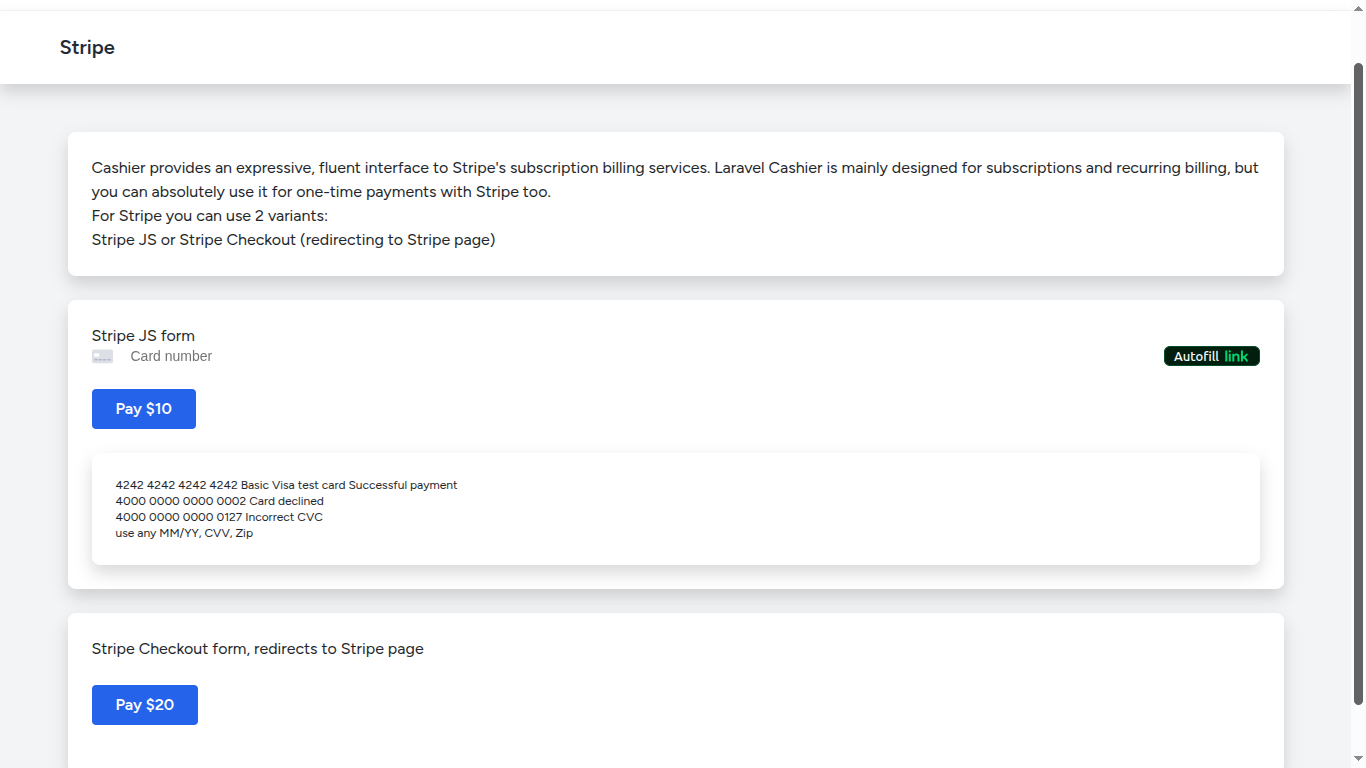 Stripe
Cashier provides an expressive, fluent interface to Stripe's subscription billing services. Laravel Cashier is mainly designed for subscriptions and recurring billing, but
you can absolutely use it for one-time payments with Stripe too.
For Stripe you can use 2 variants:
Stripe JS or Stripe Checkout (redirecting to Stripe page)
Stripe JS form
Card number
Autofill link
Pay $10
4242 4242 4242 4242 Basic Visa test card Successful payment
4000 0000 0000 0002 Card declined
4000 0000 0000 0127 Incorrect CVC
use any MM/YY, CVV, Zip
Stripe Checkout form, redirects to Stripe page
Pay $20